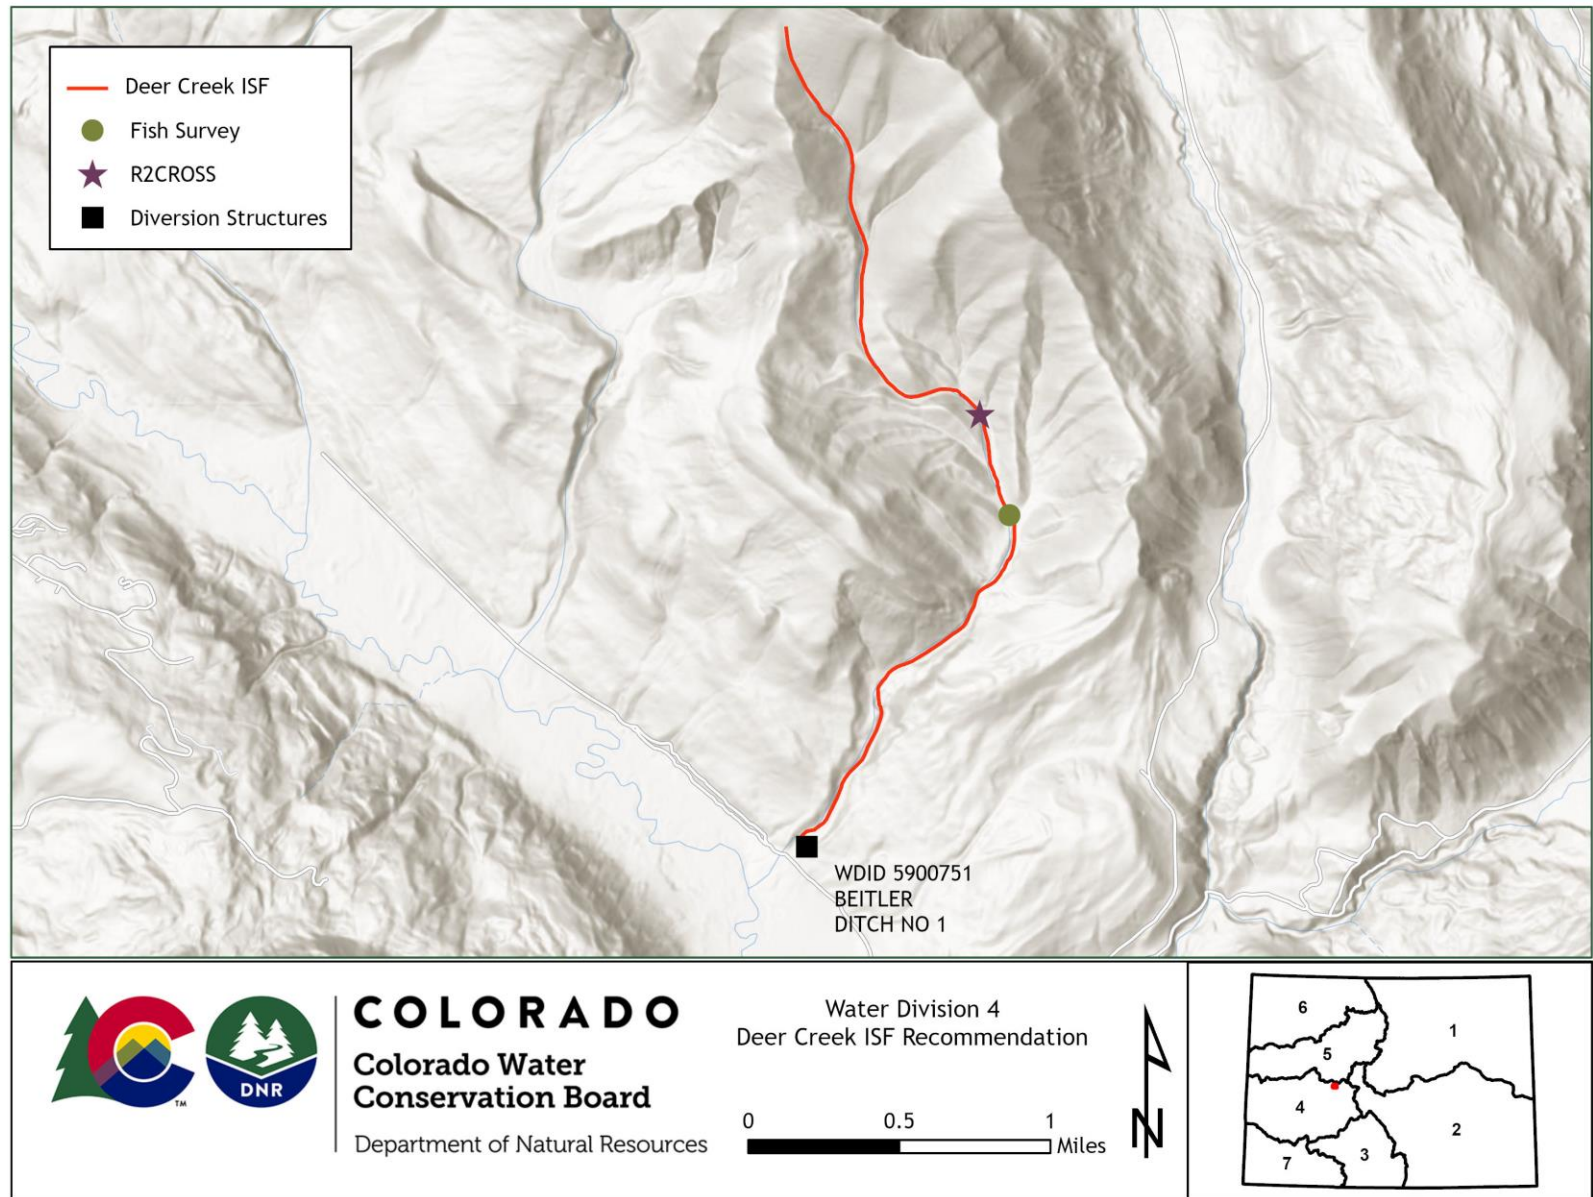 Deer Creek ISF
Fish Survey
R2CROSS
Diversion Structures
WDID 5900751
BEITLER
DITCH NO 1
DNR
TM
COLORADO
Colorado Water
Conservation Board
Department of Natural Resources
Water Division 4
Deer Creek ISF Recommendation
0 0.5 1
Miles
N
6
1
5
4
2
3
7